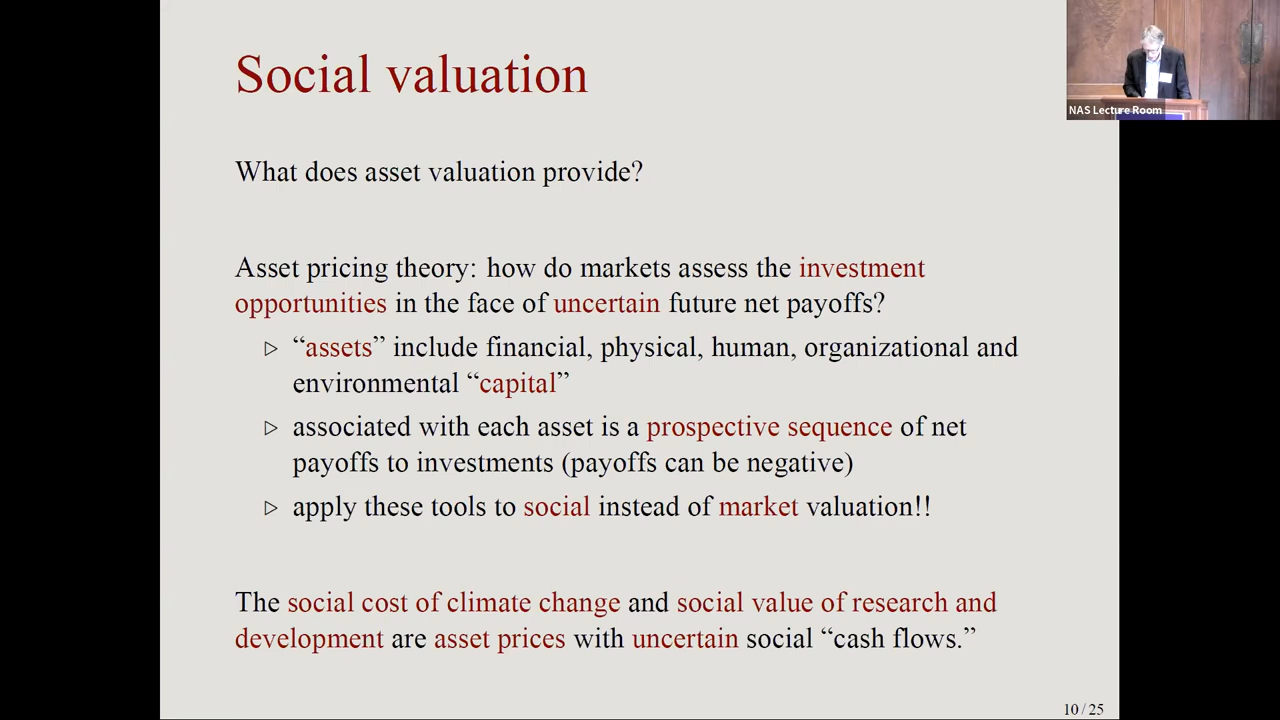 Social valuation
NAS Lecture Room
What does asset valuation provide?
Asset pricing theory: how do markets assess the investment
opportunities in the face of uncertain future net payoffs?
▷ “assets” include financial, physical, human, organizational and
environmental “capital”
▷ associated with each asset is a prospective sequence of net
payoffs to investments (payoffs can be negative)
▷ apply these tools to social instead of market valuation!!
The social cost of climate change and social value of research and
development are asset prices with uncertain social “cash flows.”
10 / 25